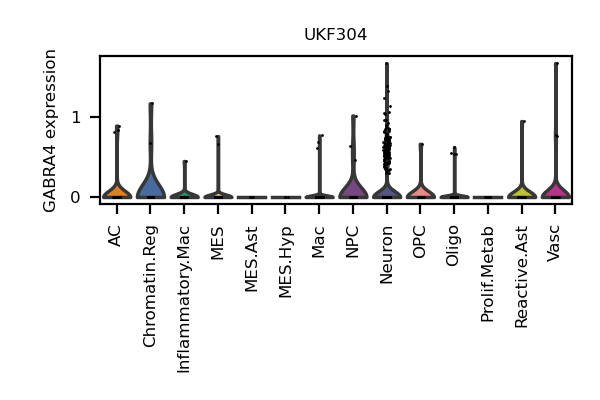 UKF304
GABRA4 expression
1
0
AC
Chromatin.Reg
Inflammatory.Mac
MES
MES.Ast
MES.Hyp
Mac
NPC
Neuron
OPC
Oligo
Prolif.Metab
Reactive.Ast
Vasc